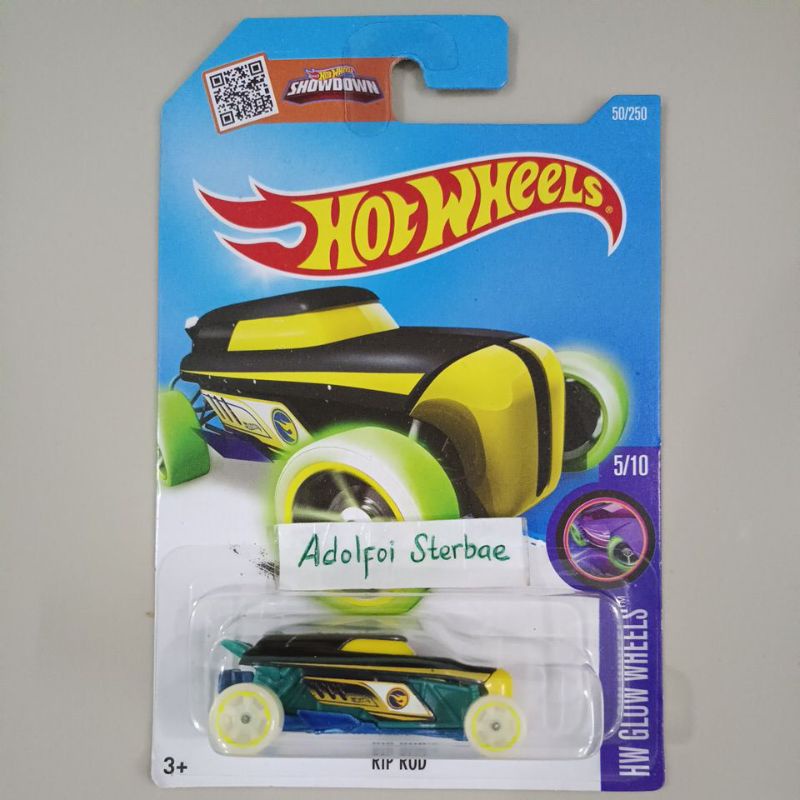 Hot Wheels
SHOWDOWN
50/250
HOT WHEELS®
5/10
Adolfoi Sterbae
HW GLOW WHEELS™
3+
RIP ROD